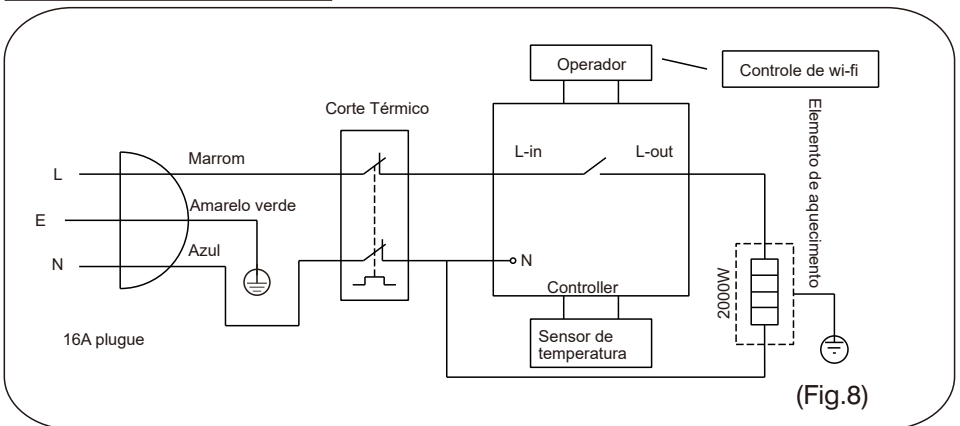 Operador
Controle de wi-fi
Corte Térmico
Elemento de aquecimento
L-in
L-out
L
Marrom
E
Amarelo verde
N
Azul
N
Controller
2000W
16A plugue
Sensor de
temperatura
(Fig.8)